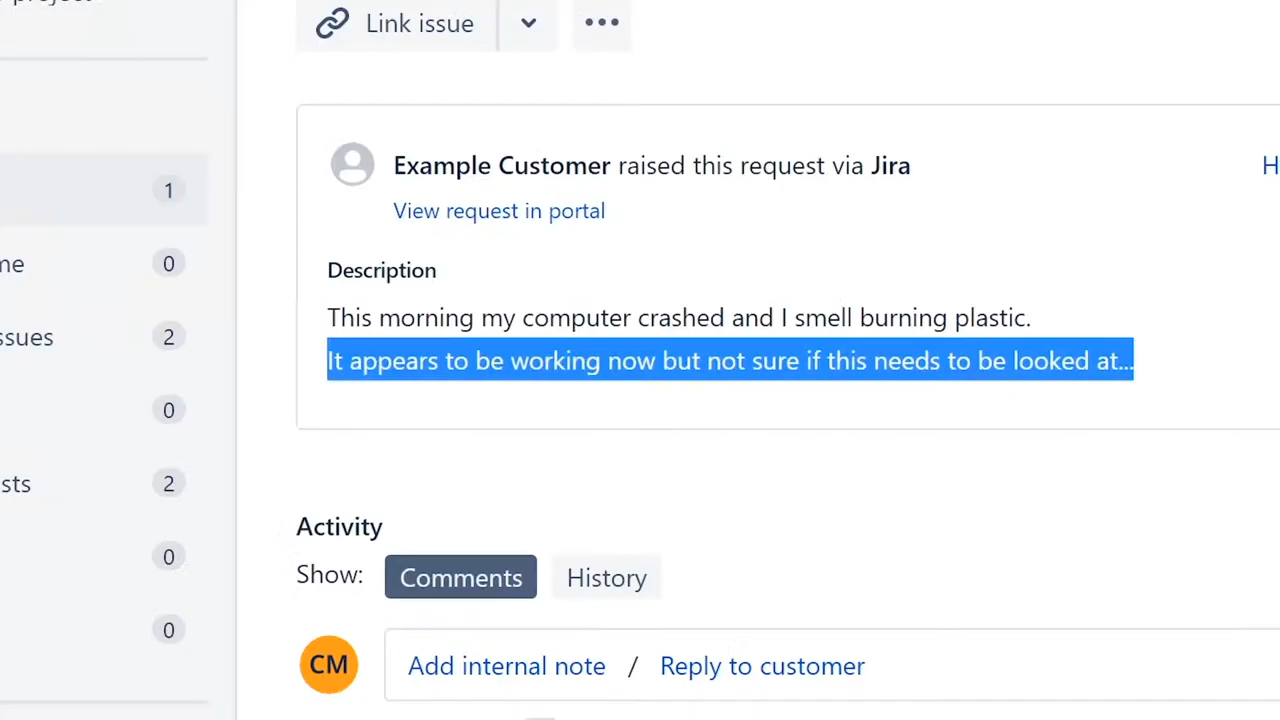 Link issue
Example Customer raised this request via Jira
View request in portal
Description
This morning my computer crashed and I smell burning plastic.
It appears to be working now but not sure if this needs to be looked at...
1
me 0
ssues 2
0
sts 2
0
0
Activity
Show: Comments History
CM Add internal note / Reply to customer